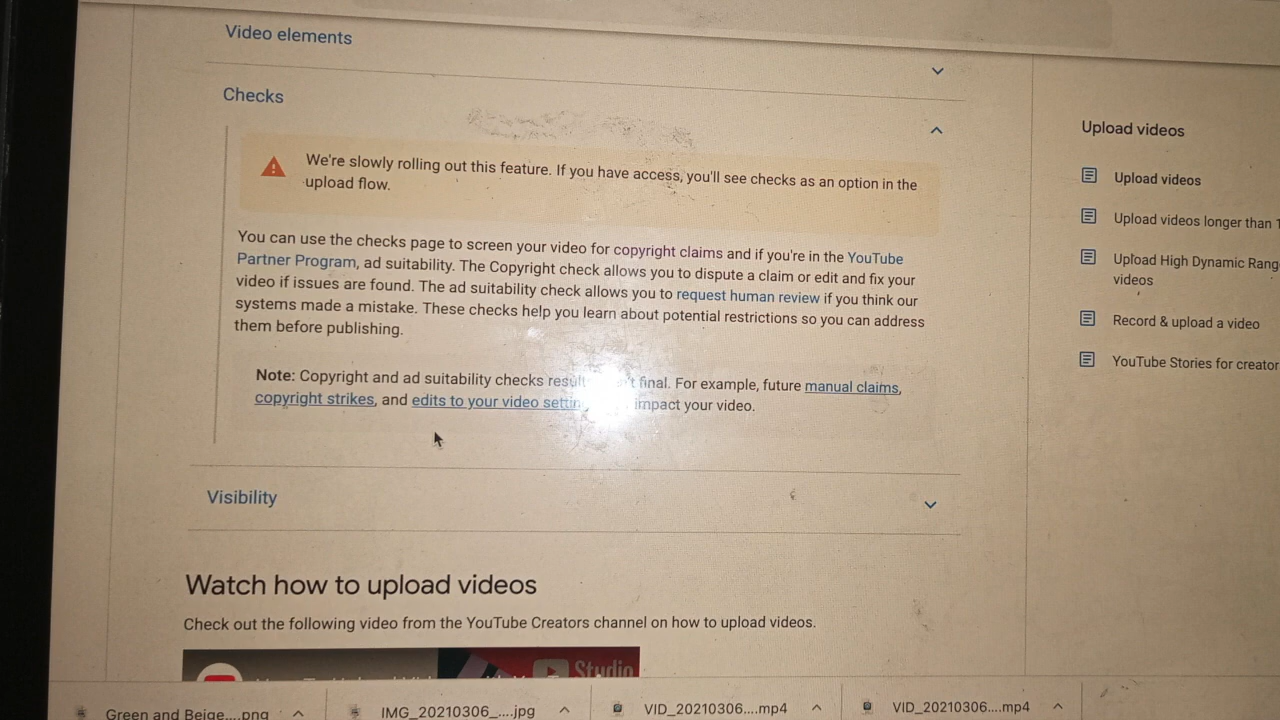 Video elements
Checks
We're slowly rolling out this feature. If you have access, you'll see checks as an option in the
upload flow.
You can use the checks page to screen your video for copyright claims and if you're in the YouTube
Partner Program, ad suitability. The Copyright check allows you to dispute a claim or edit and fix your
video if issues are found. The ad suitability check allows you to request human review if you think our
systems made a mistake. These checks help you learn about potential restrictions so you can address
them before publishing.
Note: Copyright and ad suitability checks final. For example, future manual claims,
copyright strikes, and edits to your video impact your video.
Visibility
Watch how to upload videos
Check out the following video from the YouTube Creators channel on how to upload videos.
Studio
Upload videos
Upload videos
Upload videos longer than
Upload High Dynamic
videos
Record & upload a video
YouTube Stories for
Green and Beige....png
IMG_20210306_....jpg
VID_20210306....mp4
VID_20210306....mp4